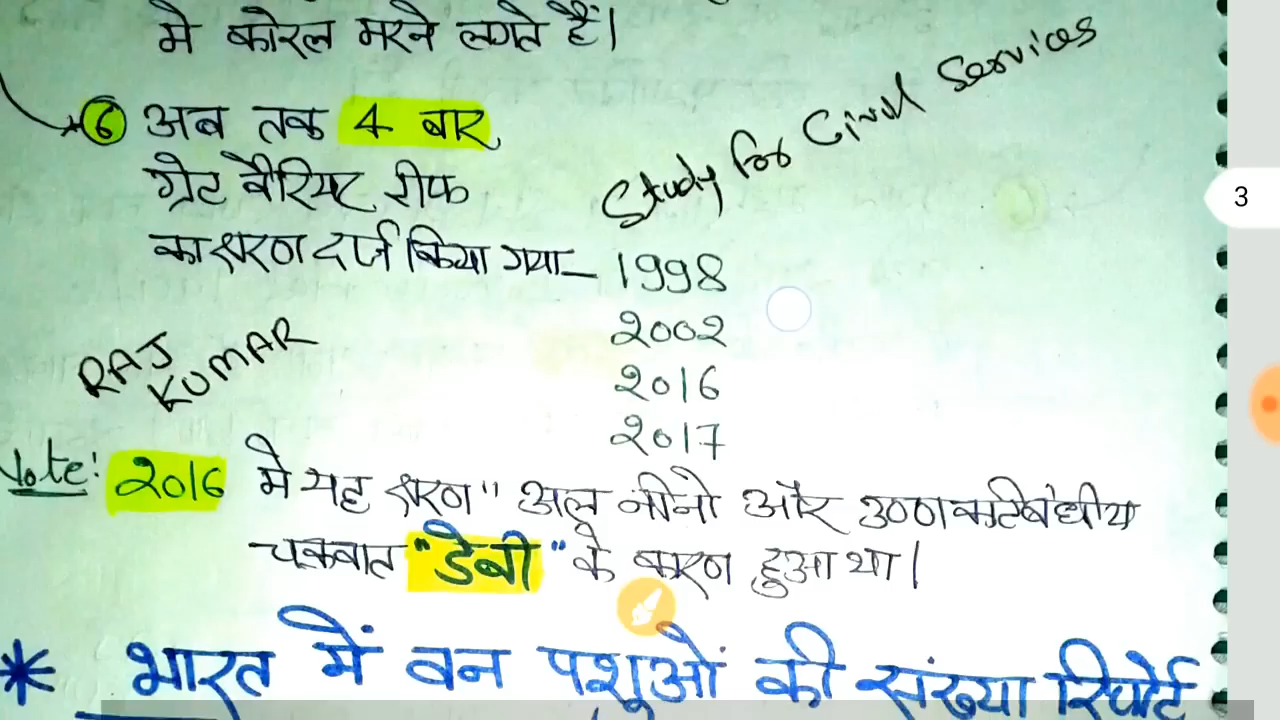 मे कोरल मरने लगते हैं।
Study for Civil Services
6 अब तक 4 बार
ग्रेट बैरियर रीफ
का क्षरण दर्ज किया गया – 1998
2002
2016
2017
RAJ
KUMAR
Note: 2016 मे यह क्षरण " अल नीनो और उष्णकटिबंधीय
चक्रवात "डेबी" के कारण हुआ था।
* भारत में वन पशुओं की संख्या रिपोर्ट
3